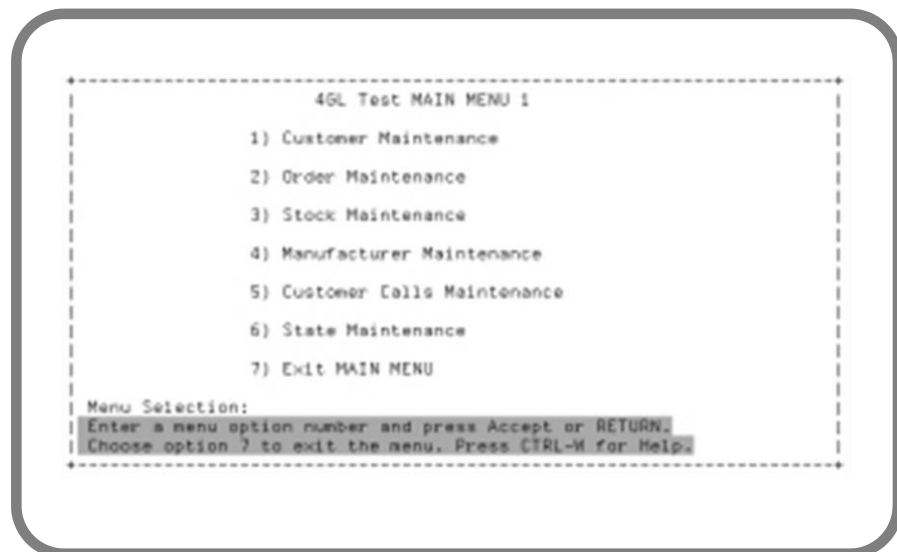 4GL Test MAIN MENU 1
1) Customer Maintenance
2) Order Maintenance
3) Stock Maintenance
4) Manufacturer Maintenance
5) Customer Calls Maintenance
6) State Maintenance
7) Exit MAIN MENU
Menu Selection:
Enter a menu option number and press Accept or RETURN.
Choose option 7 to exit the menu. Press CTRL-W for Help.